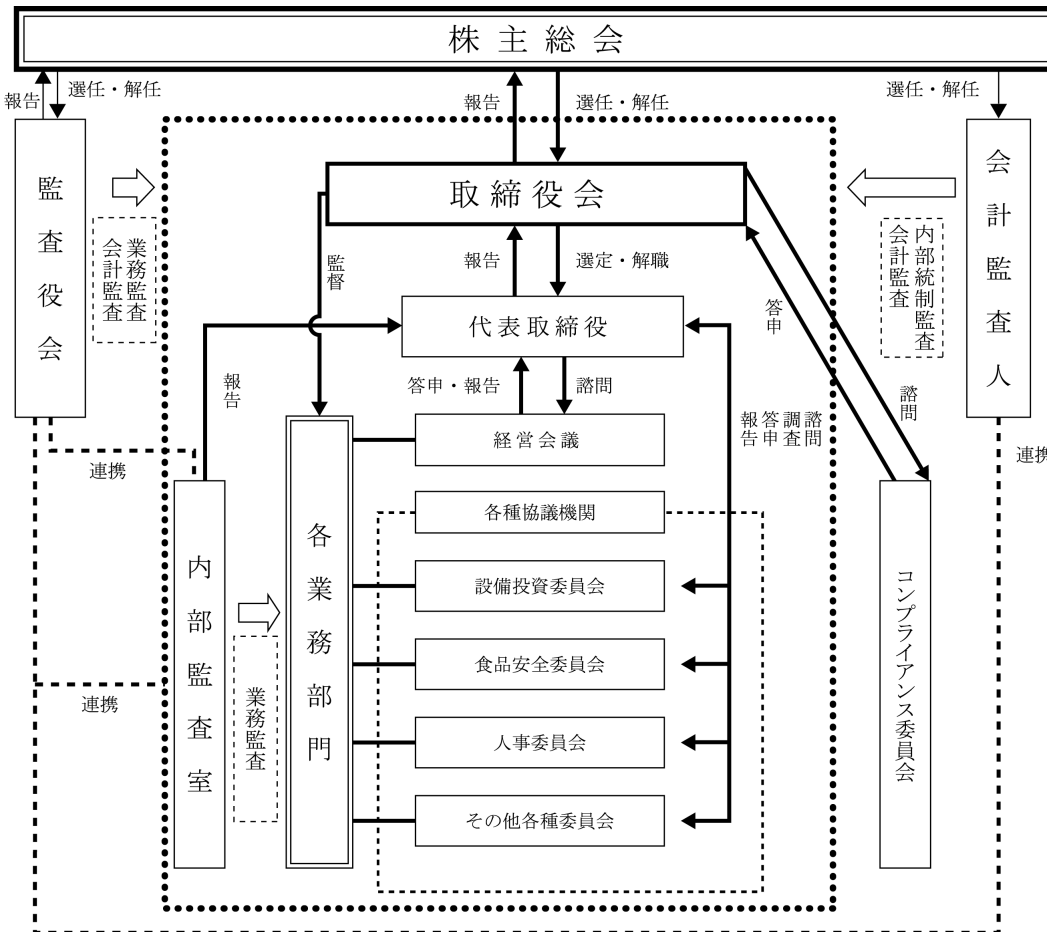 株主総会
報告
選任・解任
報告
選任・解任
選任・解任
監査役会
業務監査
会計監査
取締役会
会計監査人
内部統制監査
会計監査
監督
報告
選定・解職
答申
諮問
代表取締役
報告
答申・報告
諮問
諮問
調査
答申
報告
経営会議
連携
連携
各種協議機関
内部監査室
業務監査
各業務部門
設備投資委員会
食品安全委員会
人事委員会
その他各種委員会
コンプライアンス委員会
連携